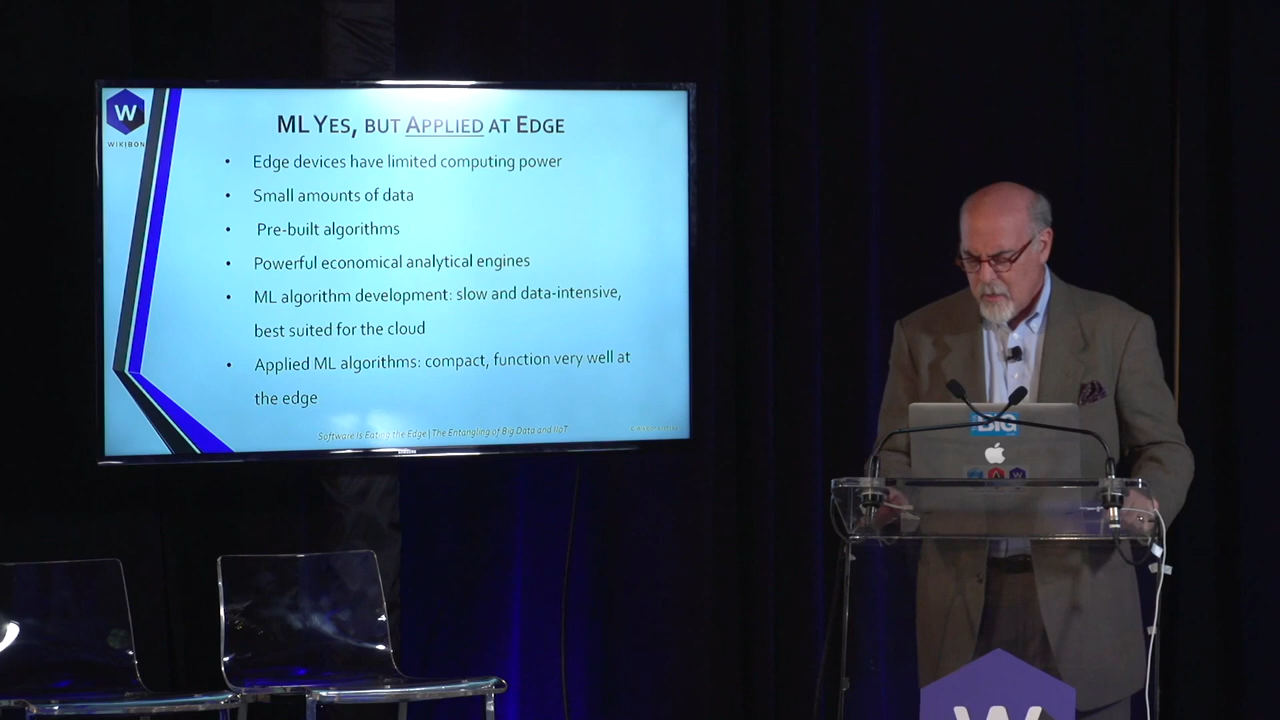 W
WIKIBON
ML YES, BUT APPLIED AT EDGE
• Edge devices have limited computing power
• Small amounts of data
• Pre-built algorithms
• Powerful economical analytical engines
• ML algorithm development: slow and data-intensive,
best suited for the cloud
• Applied ML algorithms: compact, function very well at
the edge
Software Is Eating the Edge | The Entangling of Big Data and IIoT
SAMSUNG
BIG
W